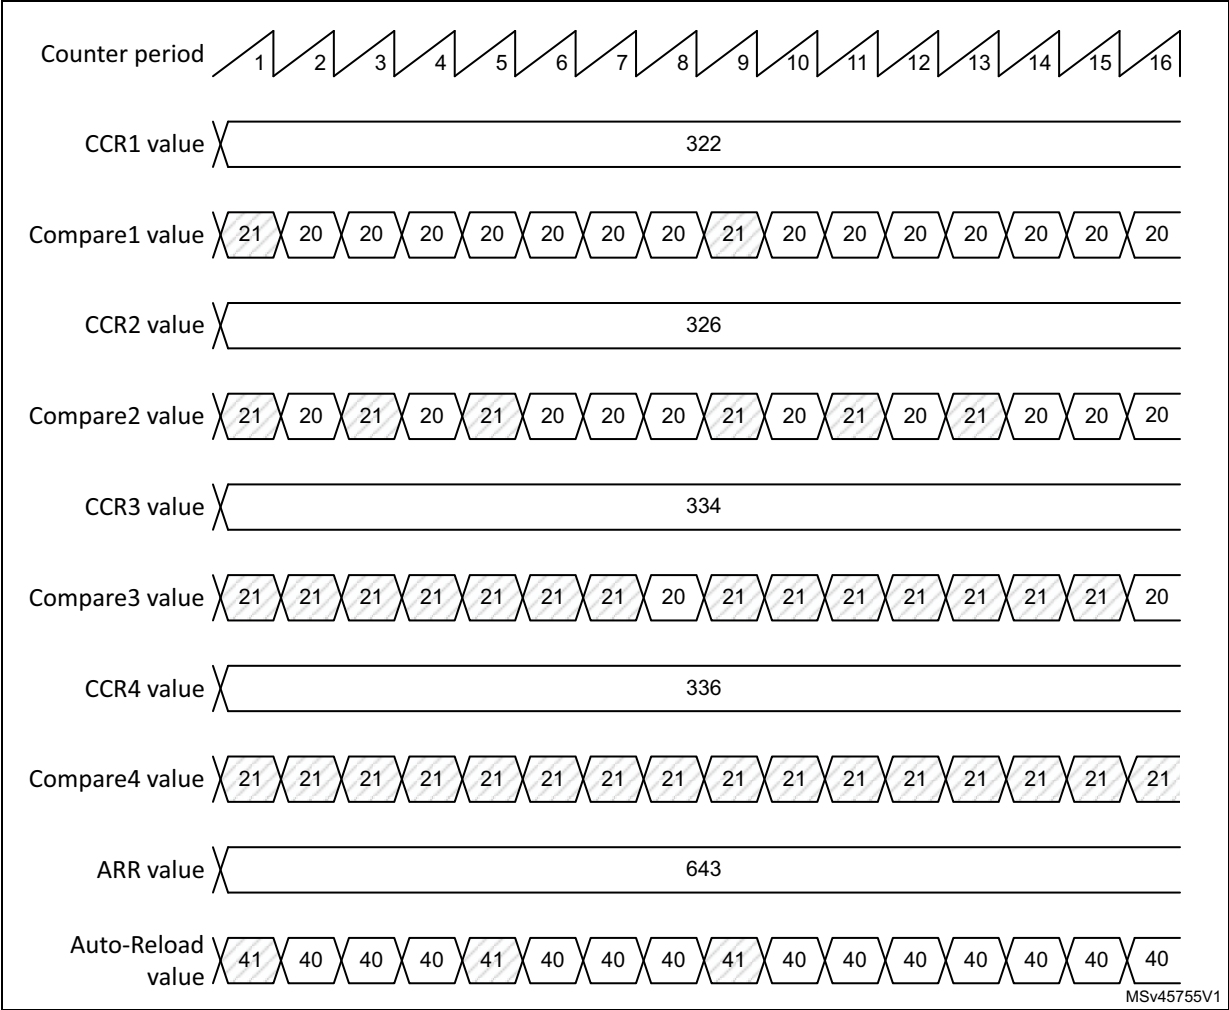 Counter period 1 2 3 4 5 6 7 8 9 10 11 12 13 14 15 16
CCR1 value 322
Compare1 value 21 20 20 20 20 20 20 20 21 20 20 20 20 20 20 20
CCR2 value 326
Compare2 value 21 20 21 20 21 20 20 20 21 20 21 20 21 20 20 20
CCR3 value 334
Compare3 value 21 21 21 21 21 21 21 20 21 21 21 21 21 21 21 20
CCR4 value 336
Compare4 value 21 21 21 21 21 21 21 21 21 21 21 21 21 21 21 21
ARR value 643
Auto-Reload
value 41 40 40 40 41 40 40 40 41 40 40 40 40 40 40 40
MSv45755V1